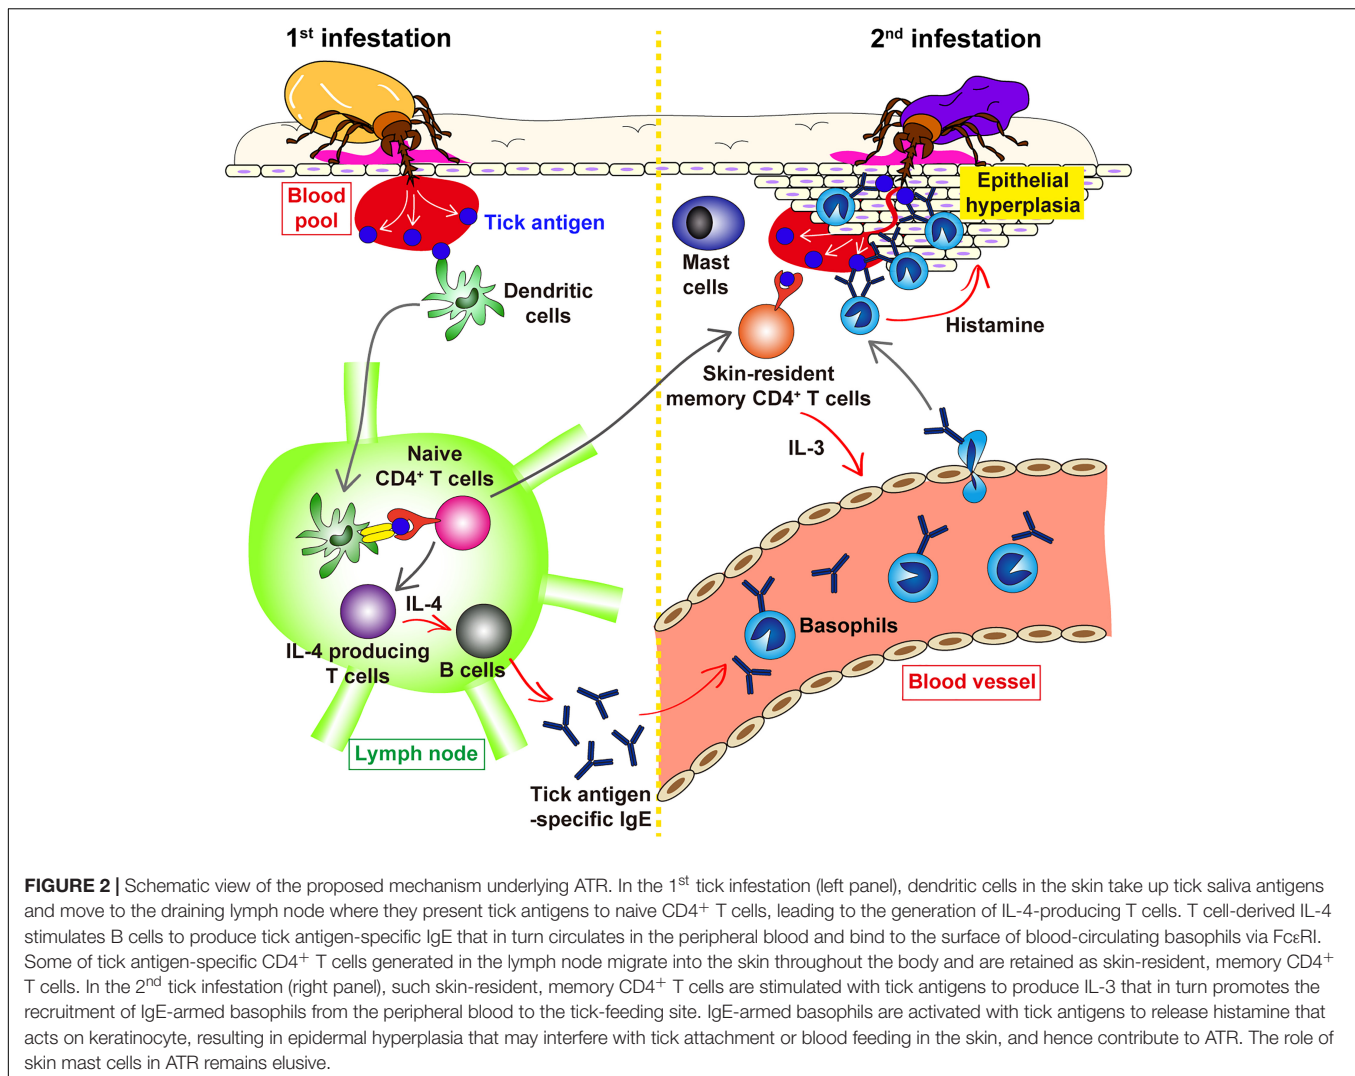 1st infestation
2nd infestation
Blood
pool
Tick antigen
Dendritic
cells
Mast
cells
Epithelial
hyperplasia
Histamine
Skin-resident
memory CD4+ T cells
IL-3
Naive
CD4+ T cells
IL-4
IL-4 producing
T cells
B cells
Lymph node
Tick antigen
-specific IgE
Basophils
Blood vessel
FIGURE 2 | Schematic view of the proposed mechanism underlying ATR. In the 1st tick infestation (left panel), dendritic cells in the skin take up tick saliva antigens
and move to the draining lymph node where they present tick antigens to naive CD4+ T cells, leading to the generation of IL-4-producing T cells. T cell-derived IL-4
stimulates B cells to produce tick antigen-specific IgE that in turn circulates in the peripheral blood and bind to the surface of blood-circulating basophils via FcεRI.
Some of tick antigen-specific CD4+ T cells generated in the lymph node migrate into the skin throughout the body and are retained as skin-resident, memory CD4+
T cells. In the 2nd tick infestation (right panel), such skin-resident, memory CD4+ T cells are stimulated with tick antigens to produce IL-3 that in turn promotes the
recruitment of IgE-armed basophils from the peripheral blood to the tick-feeding site. IgE-armed basophils are activated with tick antigens to release histamine that
acts on keratinocyte, resulting in epidermal hyperplasia that may interfere with tick attachment or blood feeding in the skin, and hence contribute to ATR. The role of
skin mast cells in ATR remains elusive.